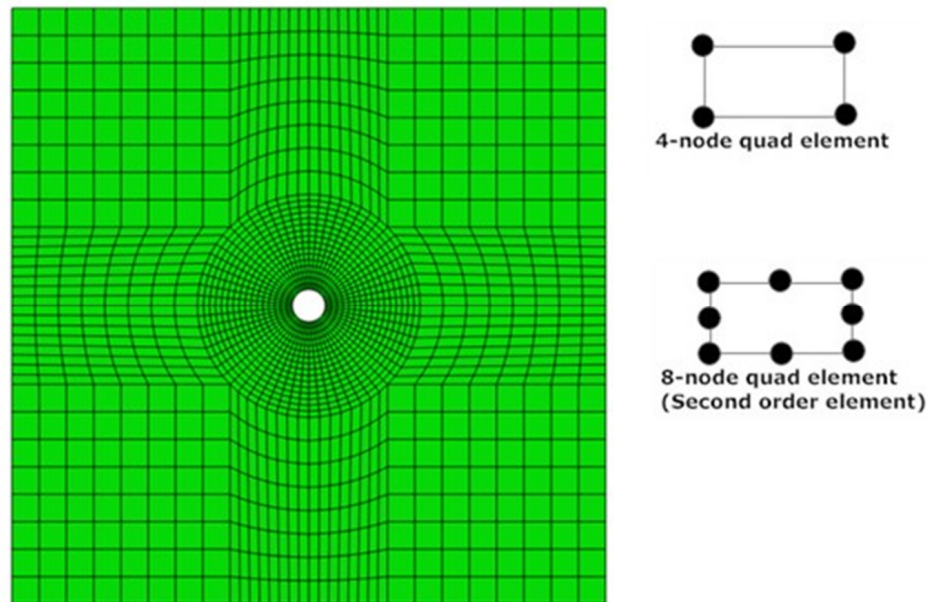 4-node quad element
8-node quad element
(Second order element)